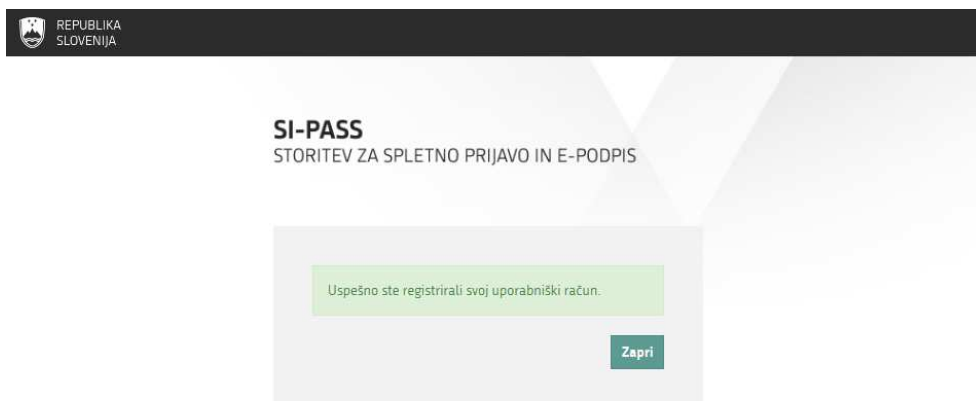 REPUBLIKA
SLOVENIJA
SI-PASS
STORITEV ZA SPLETNO PRIJAVO IN E-PODPIS
Uspešno ste registrirali svoj uporabniški račun.
Zapri